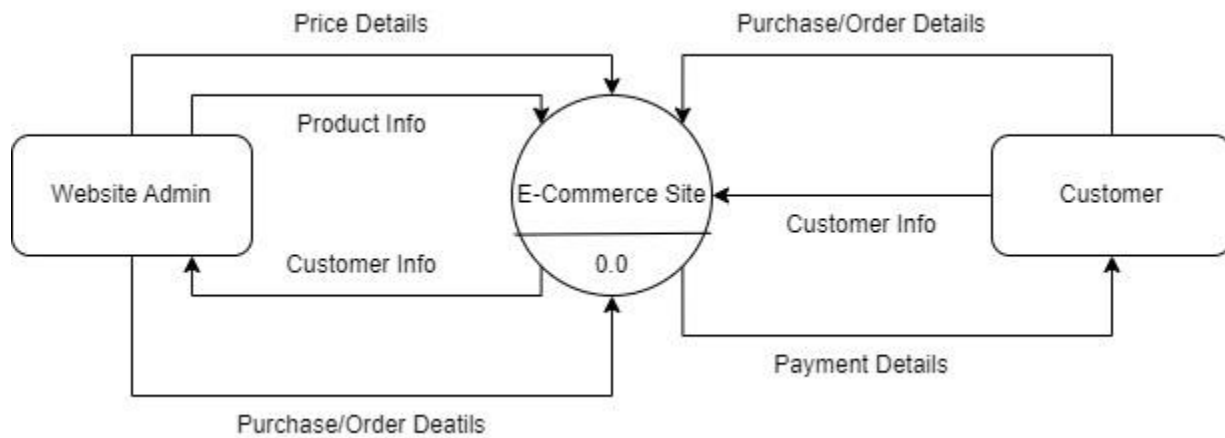 Price Details
Purchase/Order Details
Product Info
Website Admin
E-Commerce Site
Customer
Customer Info
Customer Info
0.0
Payment Details
Purchase/Order Deatils